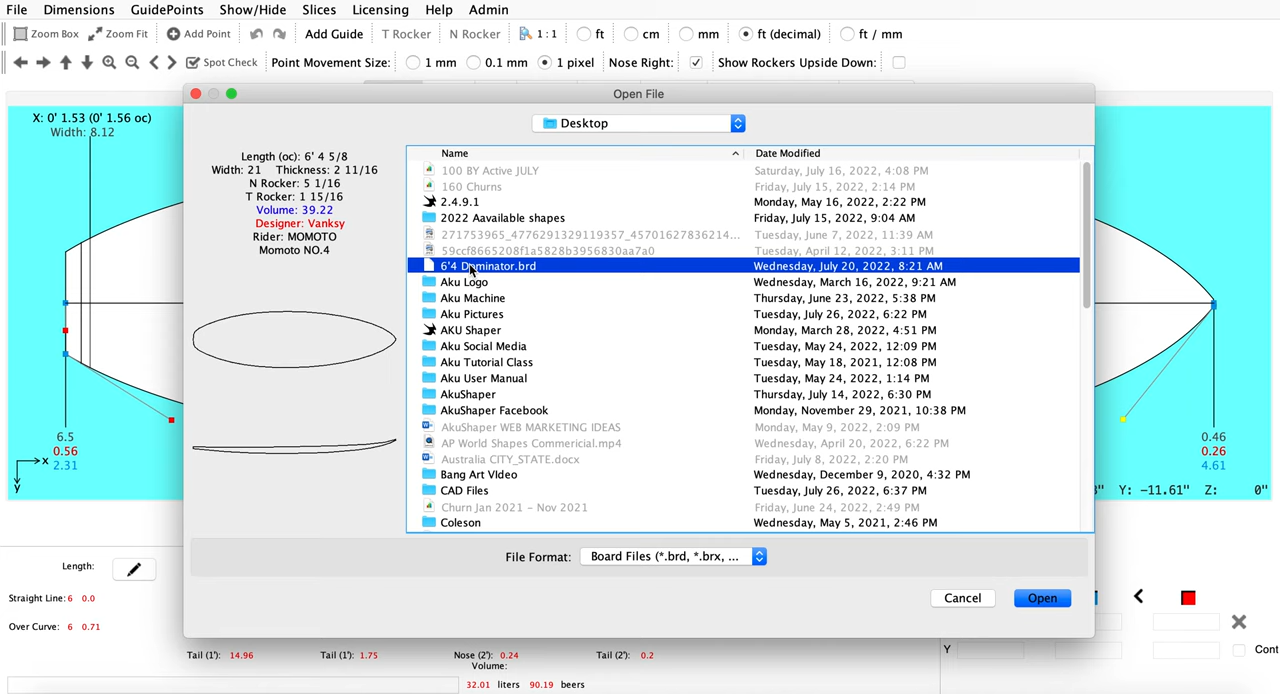 File Dimensions GuidePoints Show/Hide Slices Licensing Help Admin
Zoom Box Zoom Fit Add Point Add Guide T Rocker N Rocker 1 : 1 ft cm mm ft (decimal) ft / mm
Spot Check Point Movement Size: 1 mm 0.1 mm 1 pixel Nose Right: Show Rockers Upside Down:
Open File
X: 0' 1.53 (0' 1.56 oc)
Width: 8.12
Desktop
Length (oc): 6' 4 5/8
Width: 21 Thickness: 2 11/16
N Rocker: 5 1/16
T Rocker: 1 15/16
Volume: 39.22
Designer: Vanksy
Rider: MOMOTO
Momoto NO.4
Name Date Modified
100 BY Active JULY Saturday, July 16, 2022, 4:08 PM
160 Churns Friday, July 15, 2022, 2:14 PM
2.4.9.1 Monday, May 16, 2022, 2:22 PM
2022 Aavailable shapes Friday, July 15, 2022, 9:04 AM
271753965_4776291329119357_45701627836214... Tuesday, June 7, 2022, 11:39 AM
59ccf8665208f1a5828b3956830aa7a0 Tuesday, April 12, 2022, 3:11 PM
6'4 Dominator.brd Wednesday, July 20, 2022, 8:21 AM
Aku Logo Wednesday, March 16, 2022, 9:21 AM
Aku Machine Thursday, June 23, 2022, 5:38 PM
Aku Pictures Tuesday, July 26, 2022, 6:22 PM
AKU Shaper Monday, March 28, 2022, 4:51 PM
Aku Social Media Tuesday, May 24, 2022, 12:09 PM
Aku Tutorial Class Tuesday, May 18, 2021, 12:08 PM
Aku User Manual Tuesday, May 24, 2022, 1:14 PM
AkuShaper Thursday, July 14, 2022, 6:30 PM
AkuShaper Facebook Monday, November 29, 2021, 10:38 PM
AkuShaper WEB MARKETING IDEAS Monday, May 9, 2022, 2:09 PM
AP World Shapes Commericial.mp4 Wednesday, April 20, 2022, 6:22 PM
Australia CITY_STATE.docx Friday, July 8, 2022, 2:20 PM
Bang Art VIdeo Wednesday, December 9, 2020, 4:32 PM
CAD Files Tuesday, July 26, 2022, 6:37 PM
Churn Jan 2021 - Nov 2021 Friday, June 24, 2022, 2:49 PM
Coleson Wednesday, May 5, 2021, 2:46 PM
6.5
0.56
2.31
x
y
0.46
0.26
4.61
" Y: -11.61" Z: 0"
File Format: Board Files (*.brd, *.brx, ...
Cancel Open
Length:
Straight Line: 6 0.0
Over Curve: 6 0.71
Tail (1'): 14.96 Tail (1'): 1.75 Nose (2'): 0.24 Tail (2'): 0.2
Volume:
32.01 liters 90.19 beers
<
Y
Cont